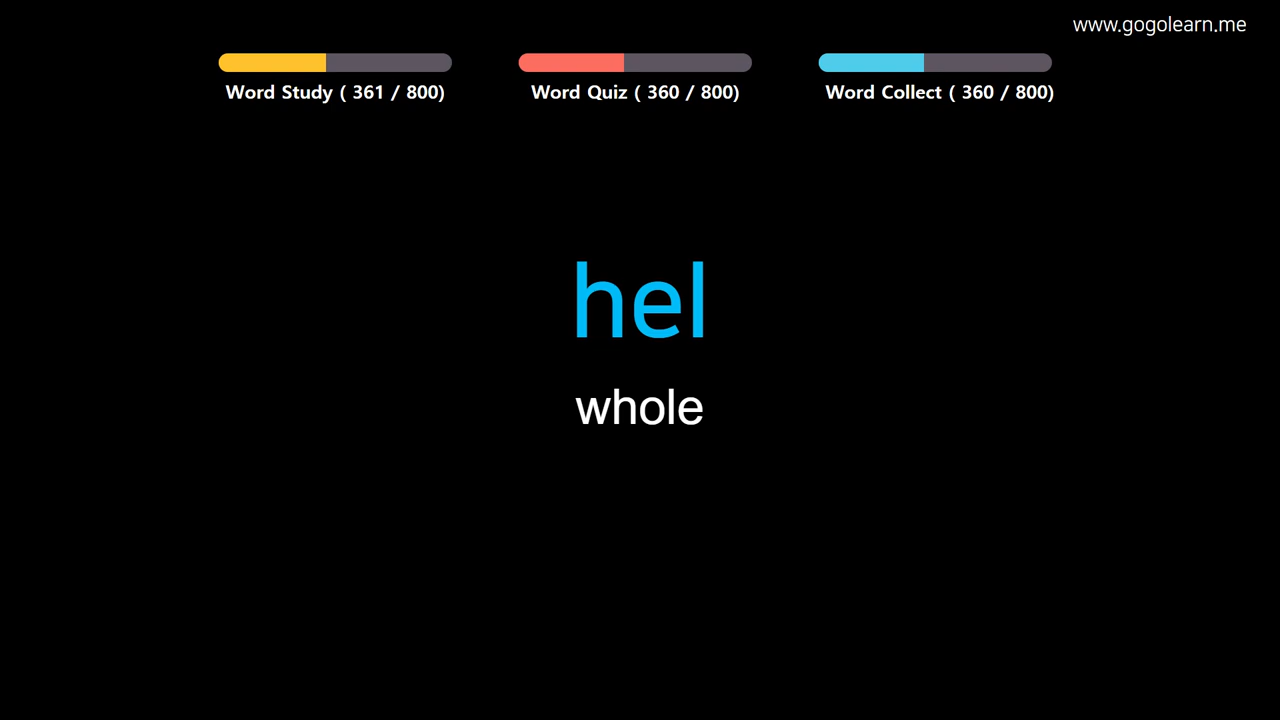 www.gogolearn.me
Word Study ( 361 / 800)
Word Quiz ( 360 / 800)
Word Collect ( 360 / 800)
hel
whole